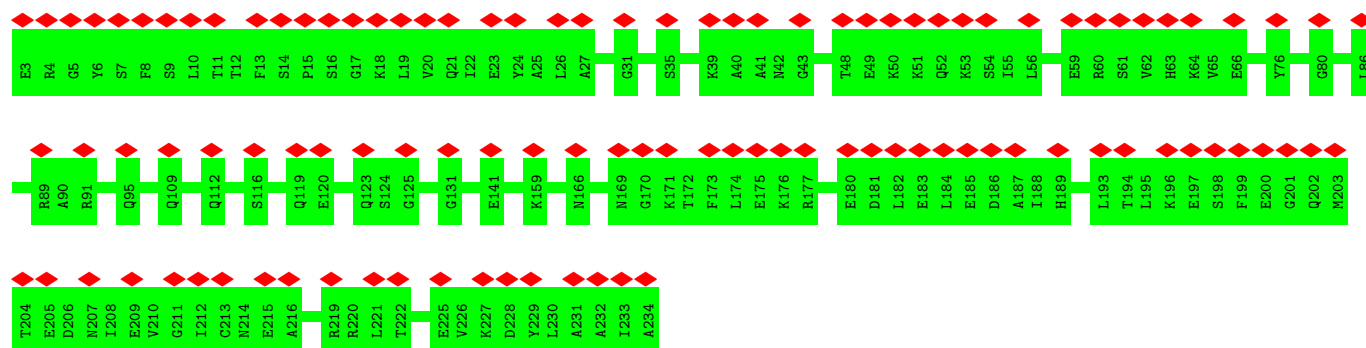 E3 R4 G5 Y6 S7 F8 S9 L10 T11 T12 F13 S14 P15 S16 G17 K18 L19 V20 Q21 I22 E23 Y24 A25 L26 A27 G31 S35 K39 A40 A41 N42 G43 T48 E49 K50 K51 Q52 K53 S54 I55 L56 E59 R60 S61 V62 H63 K64 V65 E66 Y76 G80 L86
R89 A90 R91 Q95 Q109 Q112 S116 Q119 E120 Q123 S124 G125 G131 E141 K159 N166 N169 G170 K171 T172 F173 L174 E175 K176 R177 E180 D181 L182 E183 L184 E185 D186 A187 I188 H189 L193 T194 L195 K196 E197 S198 F199 E200 G201 Q202 M203
T204 E205 D206 N207 I208 E209 V210 G211 I212 C213 N214 E215 A216 R219 R220 L221 T222 E225 V226 K227 D228 Y229 L230 A231 A232 I233 A234